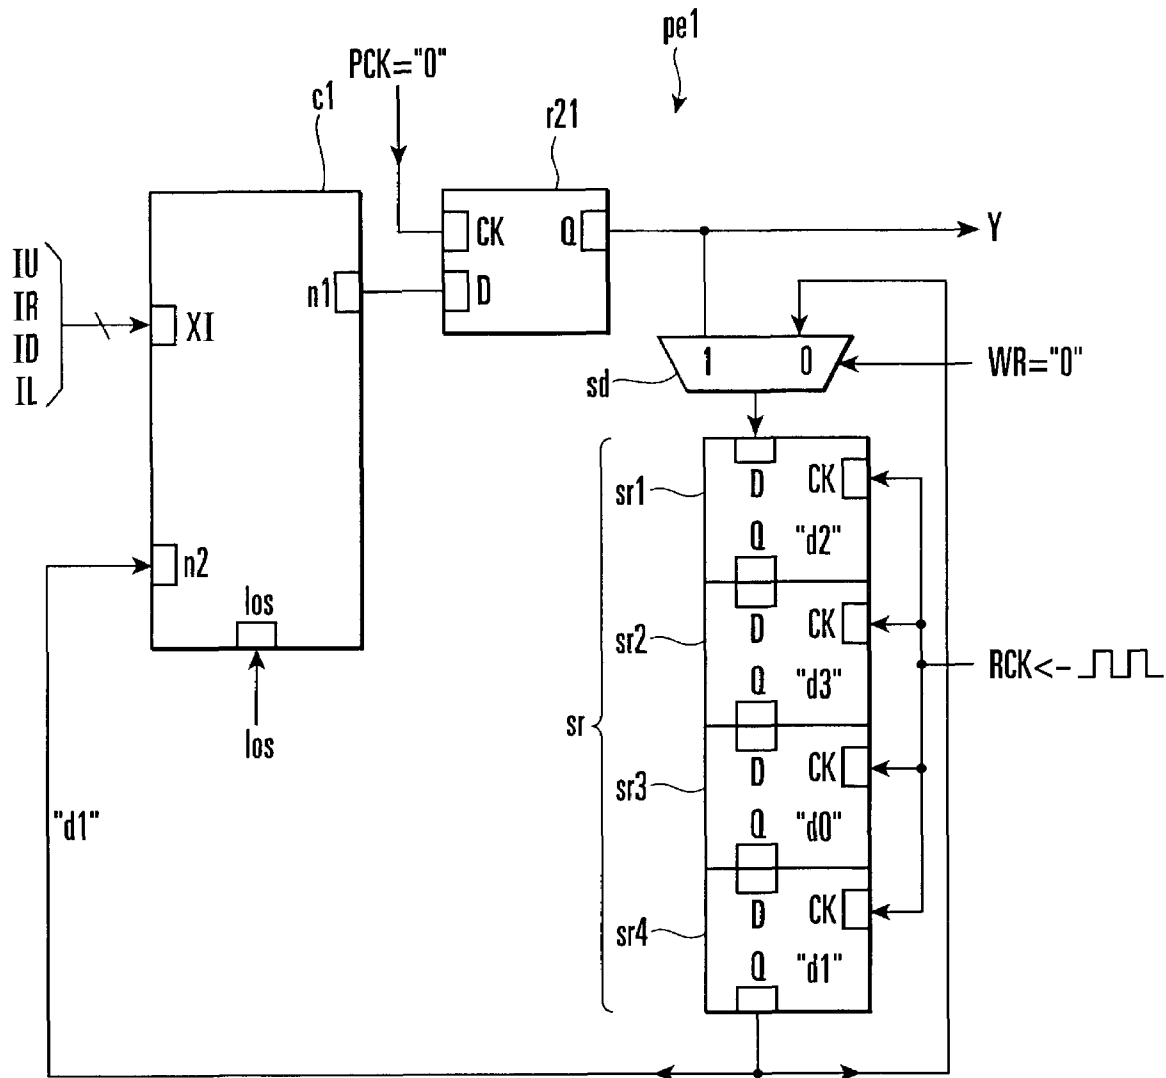 pe1
PCK="0"
c1
r21
CK
Q
Y
IU
IR
ID
IL
XI
n1
D
1
0
WR="0"
sd
sr1
D
CK
Q
"d2"
n2
los
los
sr2
D
CK
Q
"d3"
RCK<-
sr
sr3
D
CK
Q
"d0"
"d1"
sr4
D
CK
Q
"d1"